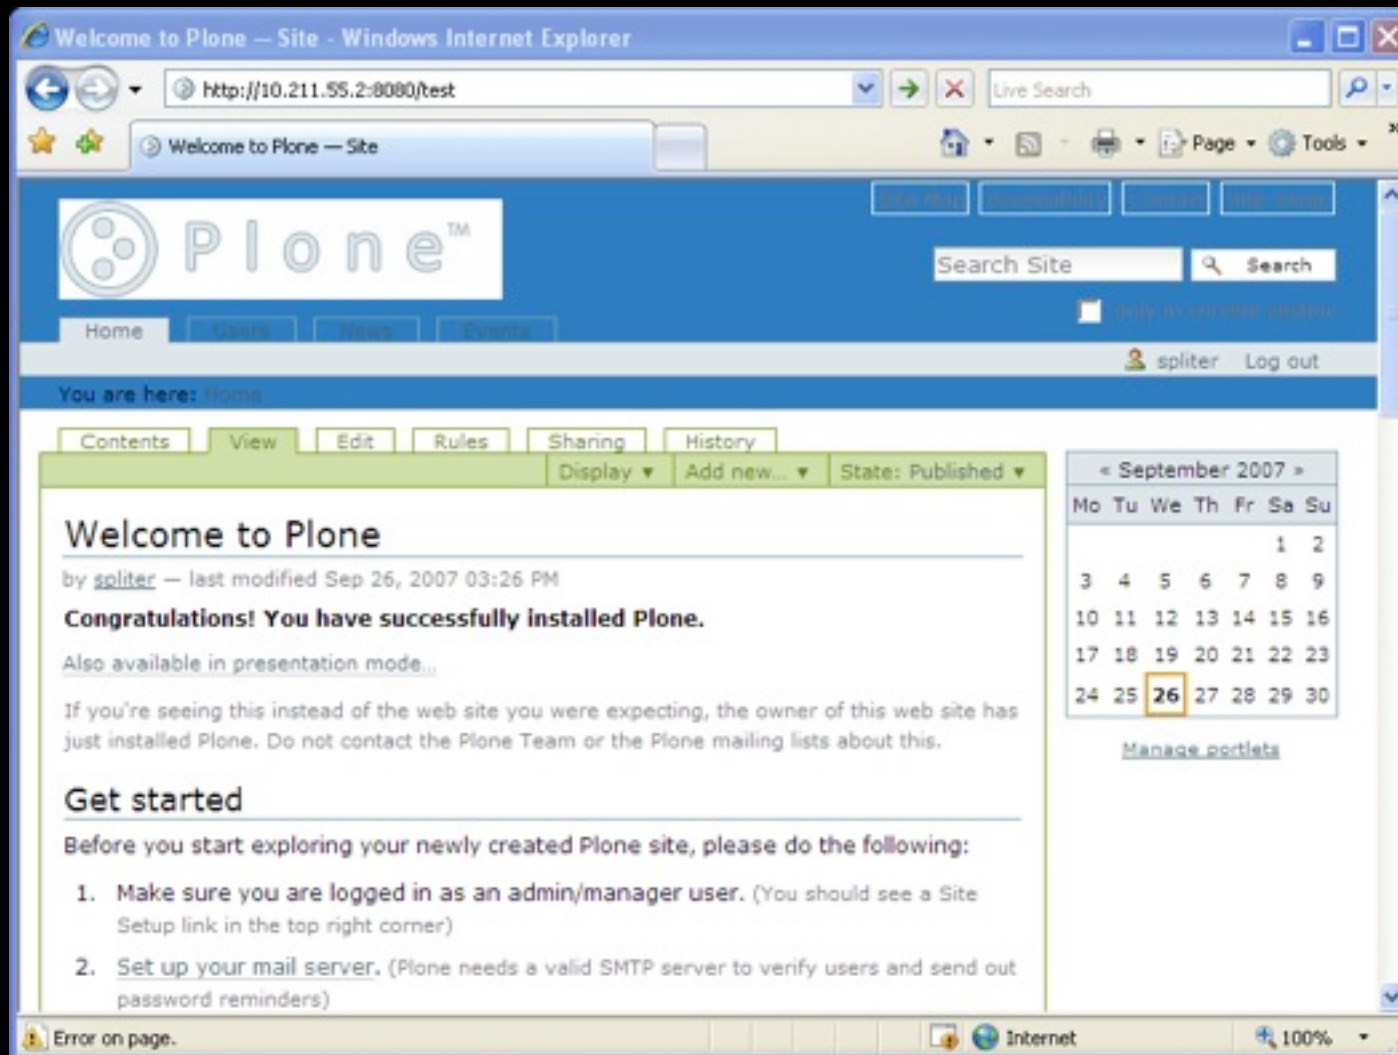 Welcome to Plone — Site - Windows Internet Explorer
http://10.211.55.2:8080/test
Live Search
Welcome to Plone — Site
Page
Tools
Site Map Accessibility Contact Site Setup
Plone™
Search Site
Search
Home Users News Events
spliter Log out
You are here: Home
Contents View Edit Rules Sharing History
Display ▼ Add new... ▼ State: Published ▼
Welcome to Plone
by spliter — last modified Sep 26, 2007 03:26 PM
Congratulations! You have successfully installed Plone.
Also available in presentation mode...
If you're seeing this instead of the web site you were expecting, the owner of this web site has
just installed Plone. Do not contact the Plone Team or the Plone mailing lists about this.
Get started
Before you start exploring your newly created Plone site, please do the following:
1. Make sure you are logged in as an admin/manager user. (You should see a Site
Setup link in the top right corner)
2. Set up your mail server. (Plone needs a valid SMTP server to verify users and send out
password reminders)
« September 2007 »
Mo Tu We Th Fr Sa Su
1 2
3 4 5 6 7 8 9
10 11 12 13 14 15 16
17 18 19 20 21 22 23
24 25 26 27 28 29 30
Manage portlets
Error on page.
Internet
100%